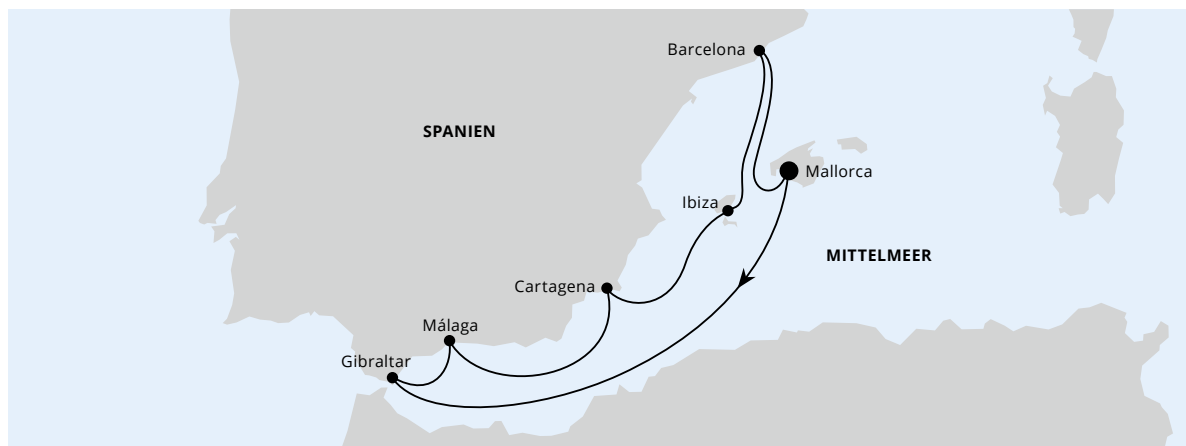 Barcelona
SPANIEN
Mallorca
Ibiza
MITTELMEER
Cartagena
Málaga
Gibraltar